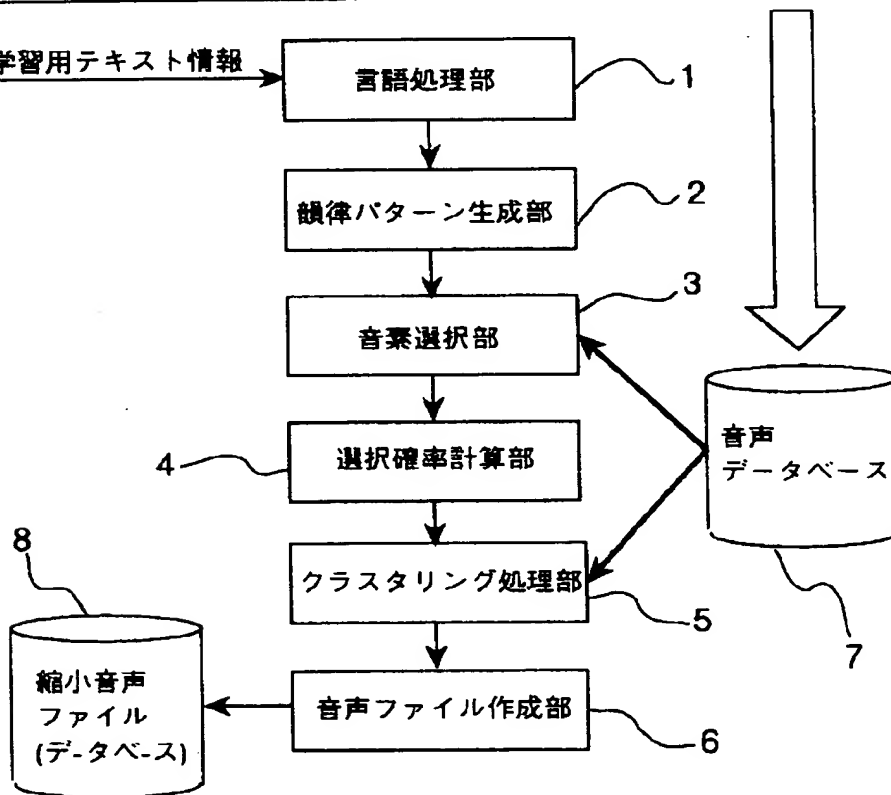 学習用テキスト情報
言語処理部
1
韻律パターン生成部
2
音素選択部
3
選択確率計算部
4
音声
データベース
7
クラスタリング処理部
5
8
縮小音声
ファイル
(デ-タベ-ス)
音声ファイル作成部
6